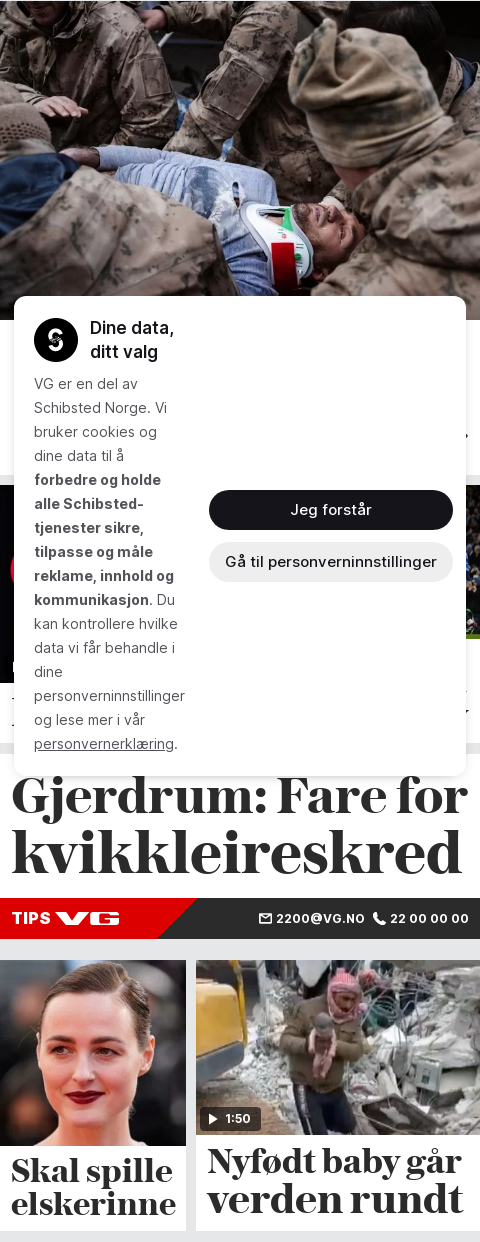 Dine data,
ditt valg
VG er en del av
Schibsted Norge. Vi
bruker cookies og
dine data til å
forbedre og holde
alle Schibsted-
tjenester sikre,
tilpasse og måle
reklame, innhold og
kommunikasjon. Du
kan kontrollere hvilke
data vi får behandle i
dine
personverninnstillinger
og lese mer i vår
personvernerklæring.
Jeg forstår
Gå til personverninnstillinger
Gjerdrum: Fare for
kvikkleireskred
TIPS VG
2200@VG.NO 22 00 00 00
1:50
Skal spille
elskerinne
Nyfødt baby går
verden rundt